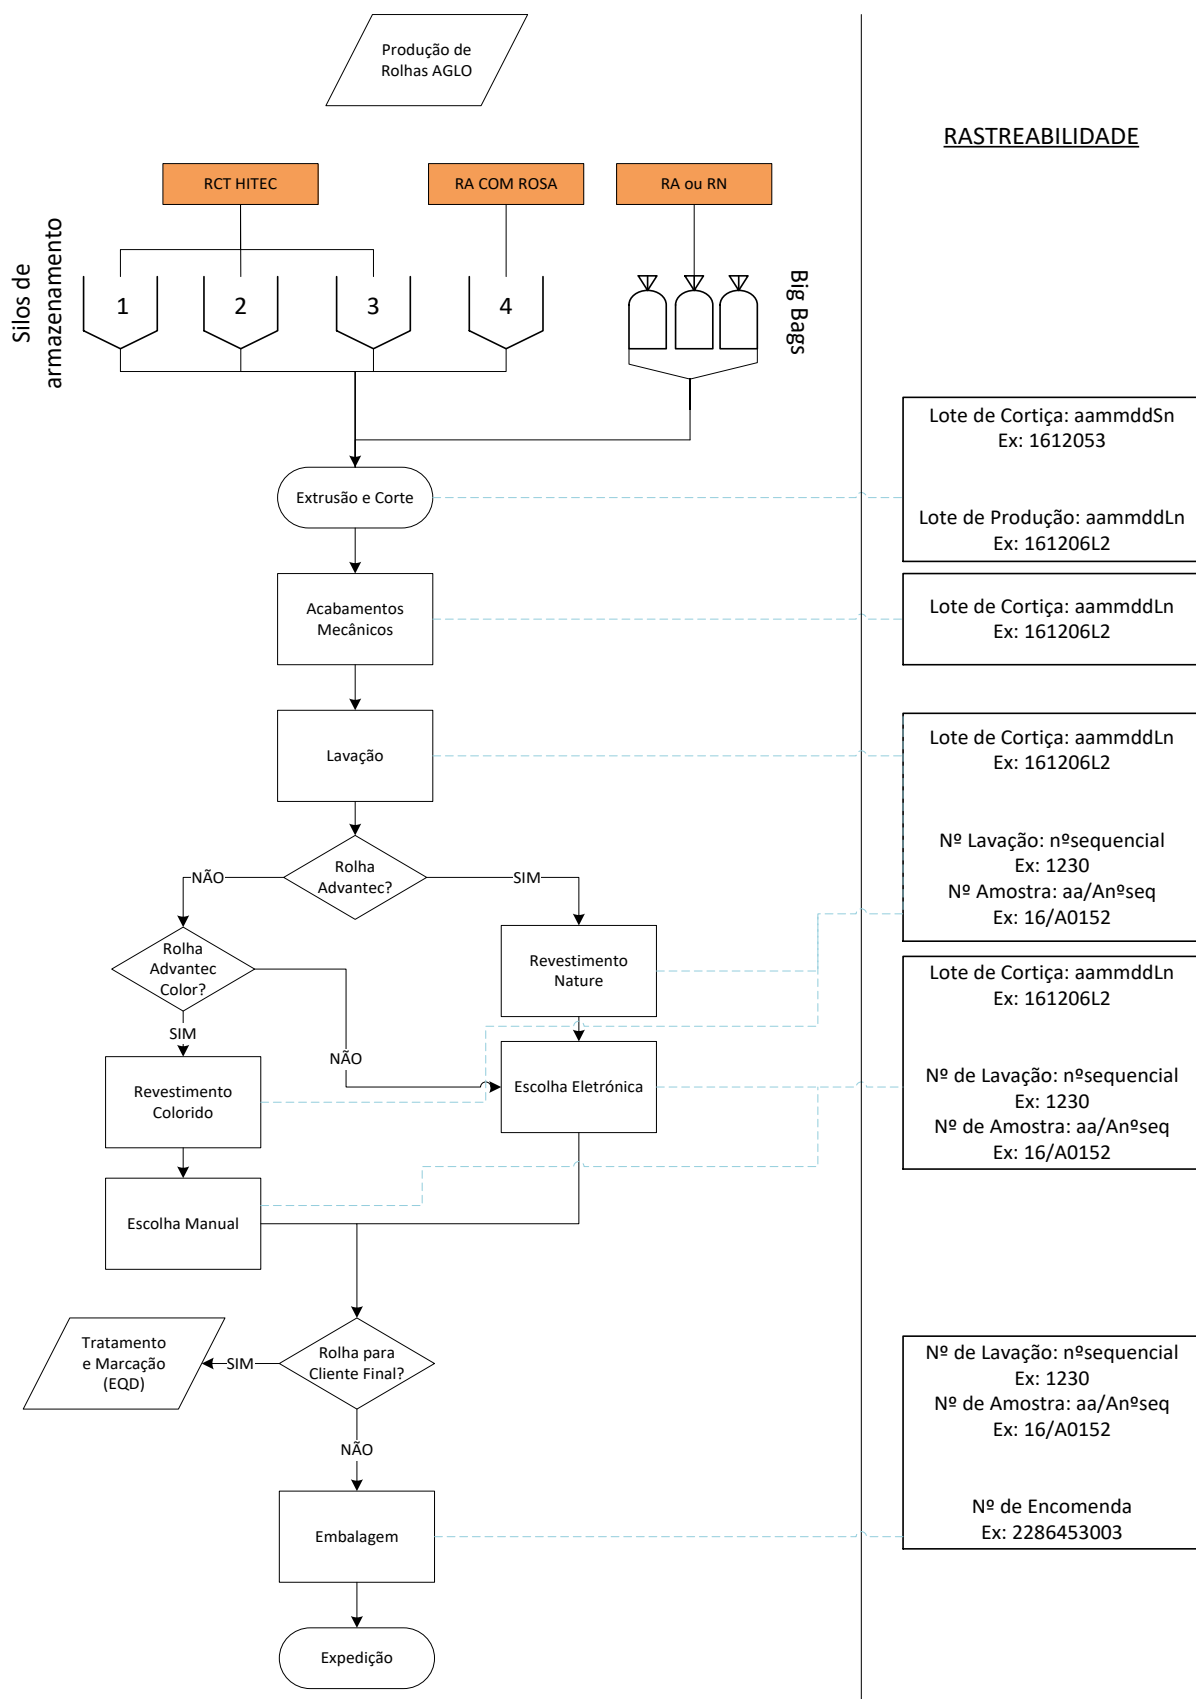 Produção de
Rolhas AGLO
RASTREABILIDADE
RCT HITEC
RA COM ROSA
RA ou RN
Silos de
armazenamento
1
2
3
4
Big Bags
Lote de Cortiça: aammddSn
Ex: 1612053
Lote de Produção: aammddLn
Ex: 161206L2
Extrusão e Corte
Acabamentos
Mecânicos
Lote de Cortiça: aammddLn
Ex: 161206L2
Lavação
Lote de Cortiça: aammddLn
Ex: 161206L2
Nº Lavação: nºsequencial
Ex: 1230
Nº Amostra: aa/Anºseq
Ex: 16/A0152
Rolha
Advantec?
NÃO
SIM
Rolha
Advantec
Color?
Revestimento
Nature
SIM
NÃO
Lote de Cortiça: aammddLn
Ex: 161206L2
Nº de Lavação: nºsequencial
Ex: 1230
Nº de Amostra: aa/Anºseq
Ex: 16/A0152
Revestimento
Colorido
Escolha Eletrónica
Escolha Manual
Tratamento
e Marcação
(EQD)
SIM
Rolha para
Cliente Final?
NÃO
Nº de Lavação: nºsequencial
Ex: 1230
Nº de Amostra: aa/Anºseq
Ex: 16/A0152
Nº de Encomenda
Ex: 2286453003
Embalagem
Expedição